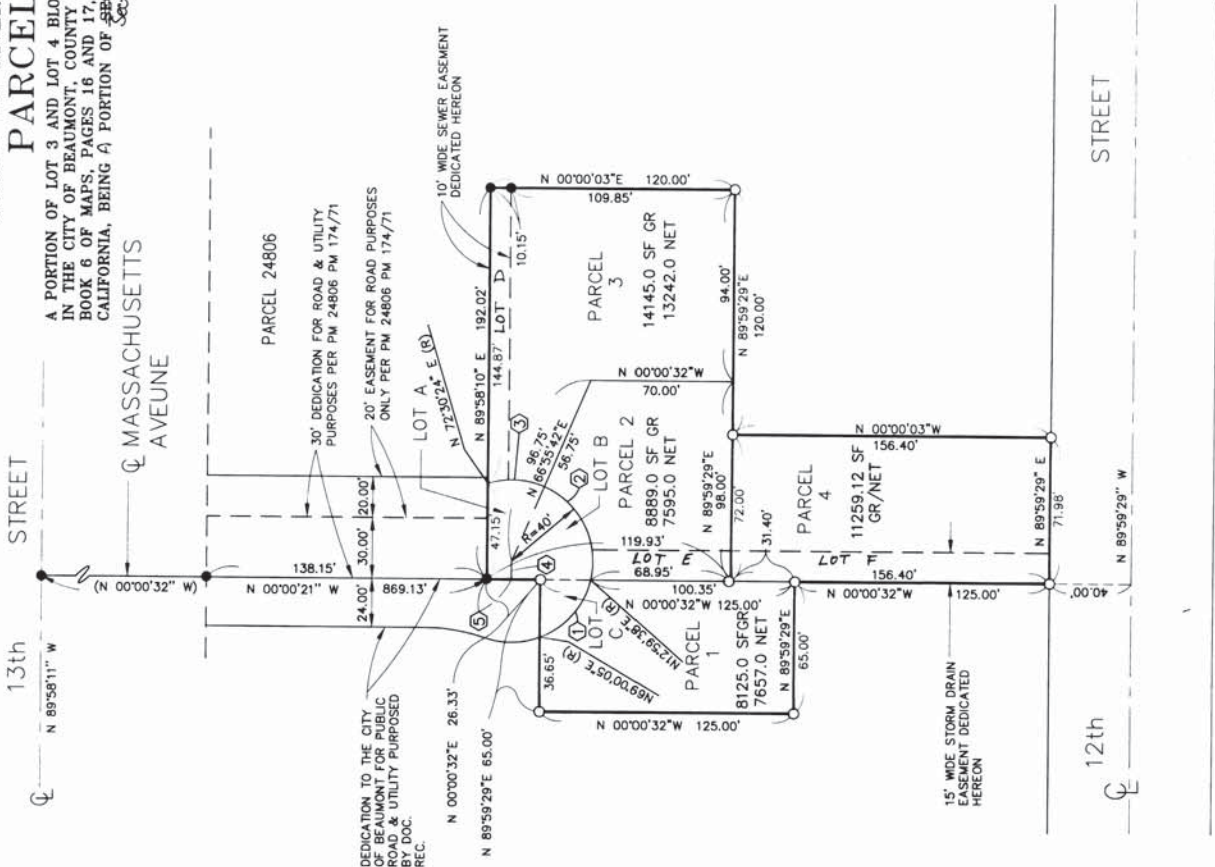 PARCEL
A PORTION OF LOT 3 AND LOT 4 BLO
IN THE CITY OF BEAUMONT, COUNTY
BOOK 6 OF MAPS, PAGES 16 AND 17,
CALIFORNIA, BEING A PORTION OF
13th STREET
N 89°58'11" W
℄ MASSACHUSETTS
AVEUNE
(N 00°00'32" W)
PARCEL 24806
30' DEDICATION FOR ROAD & UTILITY
PURPOSES PER PM 24806 PM 174/71
20' EASEMENT FOR ROAD PURPOSES
ONLY PER PM 24806 PM 174/71
10' WIDE SEWER EASEMENT
DEDICATED HEREON
24.00'
30.00'
20.00'
138.15'
N 00°00'21" W 869.13'
LOT A
N 72°30'24" E (R)
N 89°58'10" E 192.02'
47.15'
144.87'
LOT D
10.15'
N 00°00'03"E 120.00'
109.85'
DEDICATION TO THE CITY
OF BEAUMONT FOR PUBLIC
ROAD & UTILITY PURPOSED
BY DOC.
REC.
N 00°00'32"E 26.33'
N 89°59'29"E 65.00'
5
4
3
2
1
R=40'
LOT B
LOT C
96.75'
N 66°55'42"E
56.75'
N 00°00'32"W
70.00'
PARCEL
3
14145.0 SF GR
13242.0 NET
94.00'
N 89°59'29"E
120.00'
PARCEL 2
8889.0 SF GR
7595.0 NET
N 89°59'29"E
98.00'
72.00'
119.93'
LOT E
68.95'
100.35'
N 00°00'32"W 125.00'
31.40'
36.65'
N69°00'05"E (R)
N12°59'38"E (R)
PARCEL
1
8125.0 SFGR
7657.0 NET
N 89°59'29"E
65.00'
N 00°00'32"W 125.00'
PARCEL
4
11259.12 SF
GR/NET
N 00°00'03"W
156.40'
LOT F
156.40'
N 00°00'32"W 125.00'
N 89°59'29" E
71.98'
15' WIDE STORM DRAIN
EASEMENT DEDICATED
HEREON
40.00'
N 89°59'29" W
12th STREET
℄